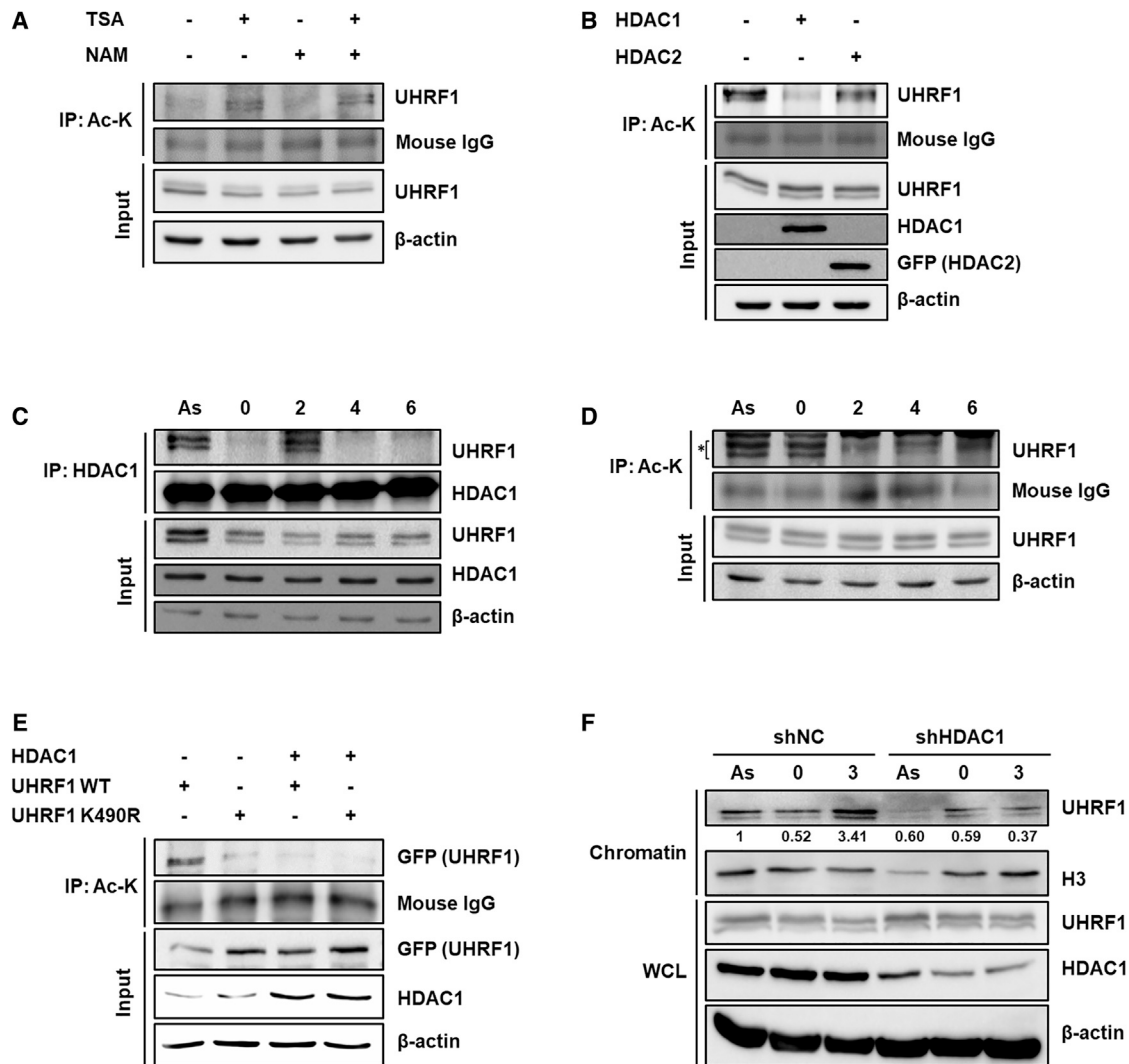 A
TSA - + - +
NAM - - + +
IP: Ac-K
UHRF1
Mouse IgG
Input
UHRF1
β-actin
B
HDAC1 - + -
HDAC2 - - +
IP: Ac-K
UHRF1
Mouse IgG
Input
UHRF1
HDAC1
GFP (HDAC2)
β-actin
C
As 0 2 4 6
IP: HDAC1
UHRF1
HDAC1
Input
UHRF1
HDAC1
β-actin
D
As 0 2 4 6
IP: Ac-K
*
UHRF1
Mouse IgG
Input
UHRF1
β-actin
E
HDAC1 - - + +
UHRF1 WT + - + -
UHRF1 K490R - + - +
IP: Ac-K
GFP (UHRF1)
Mouse IgG
Input
GFP (UHRF1)
HDAC1
β-actin
F
shNC shHDAC1
As 0 3 As 0 3
Chromatin
UHRF1
1 0.52 3.41 0.60 0.59 0.37
H3
WCL
UHRF1
HDAC1
β-actin